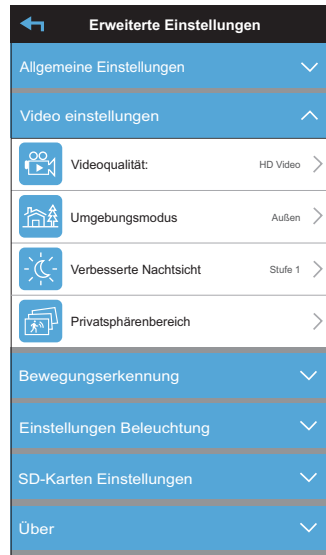 Erweiterte Einstellungen
Allgemeine Einstellungen
Video einstellungen
Videoqualität: HD Video
Umgebungsmodus Außen
Verbesserte Nachtsicht Stufe 1
Privatsphärenbereich
Bewegungserkennung
Einstellungen Beleuchtung
SD-Karten Einstellungen
Über